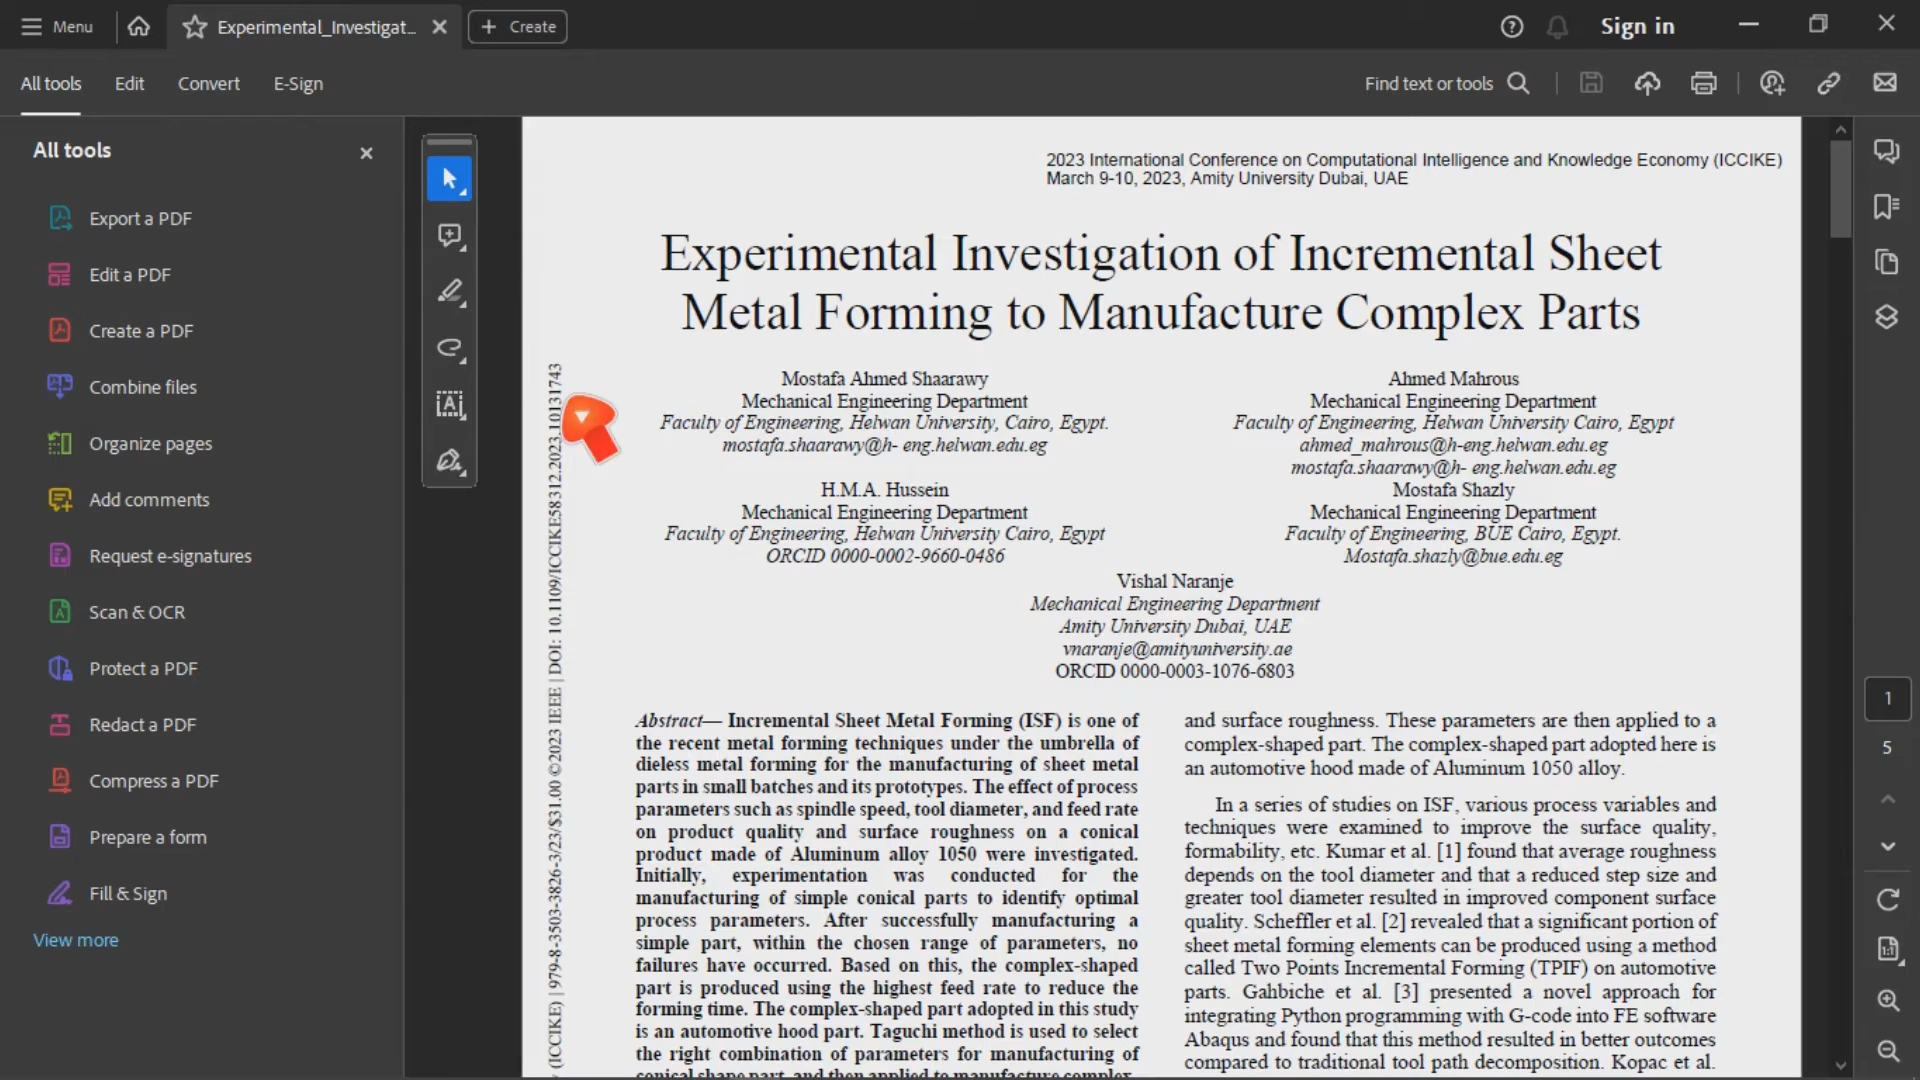 Menu
Experimental_Investigat...
Create
Sign in
All tools
Edit
Convert
E-Sign
Find text or tools
All tools
Export a PDF
Edit a PDF
Create a PDF
Combine files
Organize pages
Add comments
Request e-signatures
Scan & OCR
Protect a PDF
Redact a PDF
Compress a PDF
Prepare a form
Fill & Sign
View more
2023 International Conference on Computational Intelligence and Knowledge Economy (ICCIKE)
March 9-10, 2023, Amity University Dubai, UAE
Experimental Investigation of Incremental Sheet
Metal Forming to Manufacture Complex Parts
Mostafa Ahmed Shaarawy
Mechanical Engineering Department
Faculty of Engineering, Helwan University, Cairo, Egypt.
mostafa.shaarawy@h- eng.helwan.edu.eg
Ahmed Mahrous
Mechanical Engineering Department
Faculty of Engineering, Helwan University Cairo, Egypt
ahmed_mahrous@h-eng.helwan.edu.eg
mostafa.shaarawy@h- eng.helwan.edu.eg
H.M.A. Hussein
Mechanical Engineering Department
Faculty of Engineering, Helwan University Cairo, Egypt
ORCID 0000-0002-9660-0486
Mostafa Shazly
Mechanical Engineering Department
Faculty of Engineering, BUE Cairo, Egypt.
Mostafa.shazly@bue.edu.eg
Vishal Naranje
Mechanical Engineering Department
Amity University Dubai, UAE
vnaranje@amityuniversity.ae
ORCID 0000-0003-1076-6803
(ICCIKE) | 979-8-3503-3826-3/23/$31.00 ©2023 IEEE | DOI: 10.1109/ICCIKE58312.2023.10131743
Abstract— Incremental Sheet Metal Forming (ISF) is one of
the recent metal forming techniques under the umbrella of
dieless metal forming for the manufacturing of sheet metal
parts in small batches and its prototypes. The effect of process
parameters such as spindle speed, tool diameter, and feed rate
on product quality and surface roughness on a conical
product made of Aluminum alloy 1050 were investigated.
Initially, experimentation was conducted for the
manufacturing of simple conical parts to identify optimal
process parameters. After successfully manufacturing a
simple part, within the chosen range of parameters, no
failures have occurred. Based on this, the complex-shaped
part is produced using the highest feed rate to reduce the
forming time. The complex-shaped part adopted in this study
is an automotive hood part. Taguchi method is used to select
the right combination of parameters for manufacturing of
conical shape part, and then applied to manufacture complex
and surface roughness. These parameters are then applied to a
complex-shaped part. The complex-shaped part adopted here is
an automotive hood made of Aluminum 1050 alloy.
In a series of studies on ISF, various process variables and
techniques were examined to improve the surface quality,
formability, etc. Kumar et al. [1] found that average roughness
depends on the tool diameter and that a reduced step size and
greater tool diameter resulted in improved component surface
quality. Scheffler et al. [2] revealed that a significant portion of
sheet metal forming elements can be produced using a method
called Two Points Incremental Forming (TPIF) on automotive
parts. Gahbiche et al. [3] presented a novel approach for
integrating Python programming with G-code into FE software
Abaqus and found that this method resulted in better outcomes
compared to traditional tool path decomposition. Kopac et al.
1
5